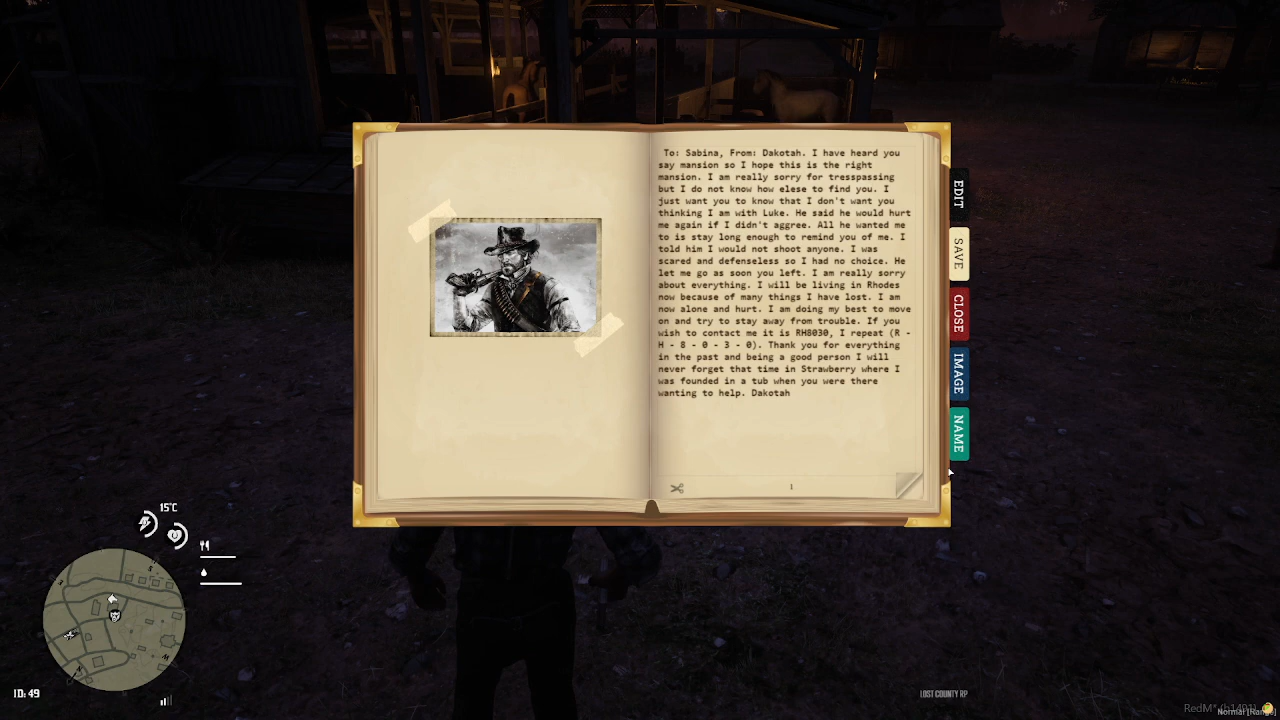 To: Sabina, From: Dakotah. I have heard you
say mansion so I hope this is the right
mansion. I am really sorry for tresspassing
but I do not know how elese to find you. I
just want you to know that I don't want you
thinking I am with Luke. He said he would hurt
me again if I didn't aggree. All he wanted me
to is stay long enough to remind you of me. I
told him I would not shoot anyone. I was
scared and defenseless so I had no choice. He
let me go as soon you left. I am really sorry
about everything. I will be living in Rhodes
now because of many things I have lost. I am
now alone and hurt. I am doing my best to move
on and try to stay away from trouble. If you
wish to contact me it is RH8030, I repeat (R -
H - 8 - 0 - 3 - 0). Thank you for everything
in the past and being a good person I will
never forget that time in Strawberry where I
was founded in a tub when you were there
wanting to help. Dakotah
1
EDIT
SAVE
CLOSE
IMAGE
NAME
15°C
ID: 49
LOST COUNTY RP
RedM* (b1491)
Normal [Range]